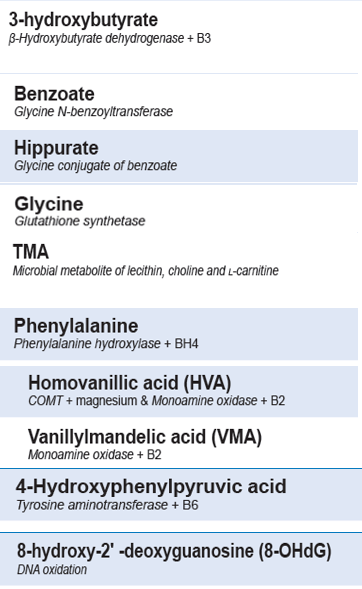 3-hydroxybutyrate
β-Hydroxybutyrate dehydrogenase + B3
Benzoate
Glycine N-benzoyltransferase
Hippurate
Glycine conjugate of benzoate
Glycine
Glutathione synthetase
TMA
Microbial metabolite of lecithin, choline and L-carnitine
Phenylalanine
Phenylalanine hydroxylase + BH4
Homovanillic acid (HVA)
COMT + magnesium & Monoamine oxidase + B2
Vanillylmandelic acid (VMA)
Monoamine oxidase + B2
4-Hydroxyphenylpyruvic acid
Tyrosine aminotransferase + B6
8-hydroxy-2' -deoxyguanosine (8-OHdG)
DNA oxidation